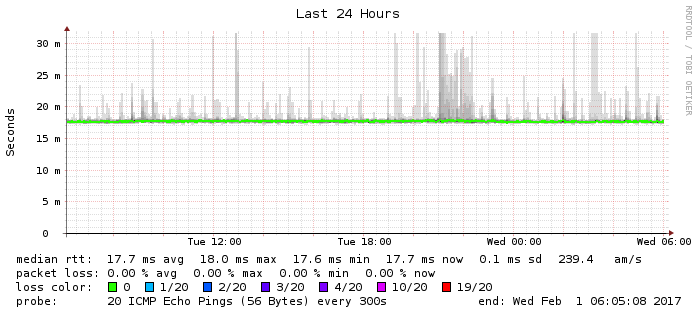 Last 24 Hours
RRDTOOL / TOBI OETIKER
Seconds
30 m
25 m
20 m
15 m
10 m
5 m
0
Tue 12:00 Tue 18:00 Wed 00:00 Wed 06:00
median rtt: 17.7 ms avg 18.0 ms max 17.6 ms min 17.7 ms now 0.1 ms sd 239.4 am/s
packet loss: 0.00 % avg 0.00 % max 0.00 % min 0.00 % now
loss color: 0 1/20 2/20 3/20 4/20 10/20 19/20
probe: 20 ICMP Echo Pings (56 Bytes) every 300s end: Wed Feb 1 06:05:08 2017